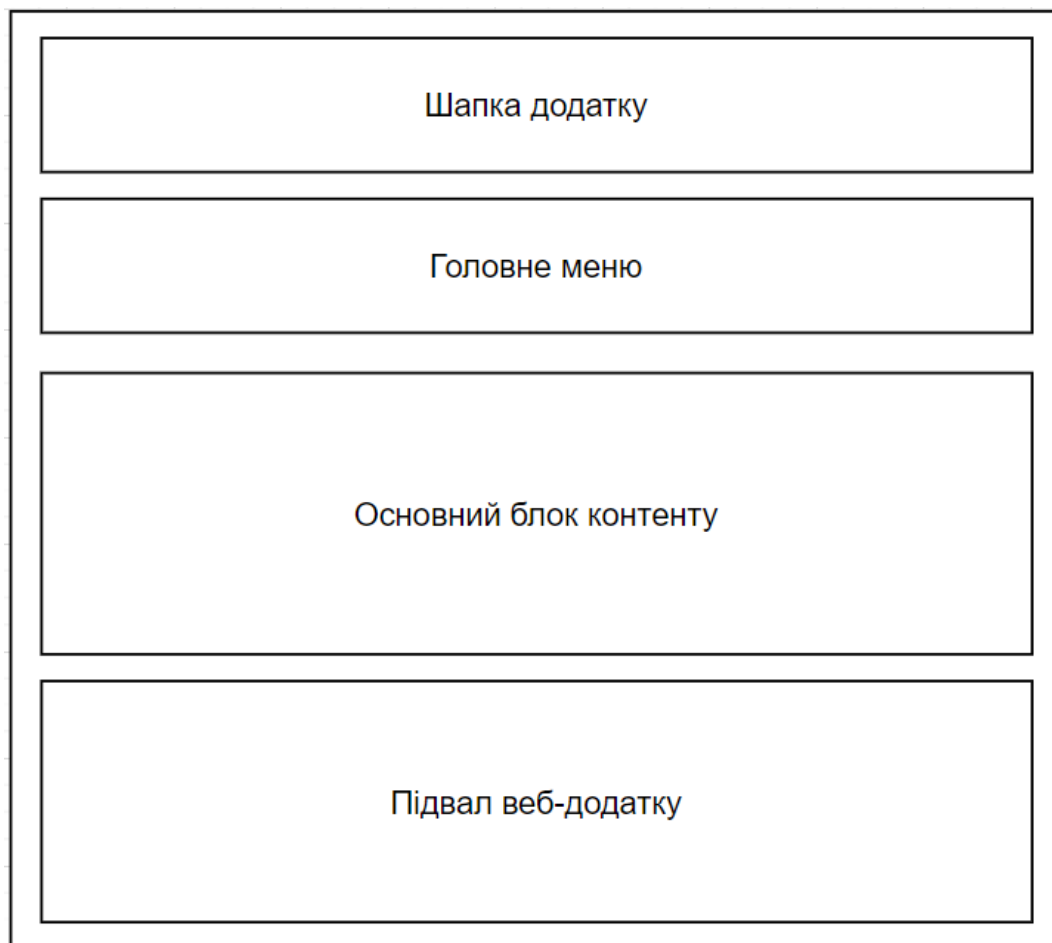 Шапка додатку
Головне меню
Основний блок контенту
Підвал веб-додатку